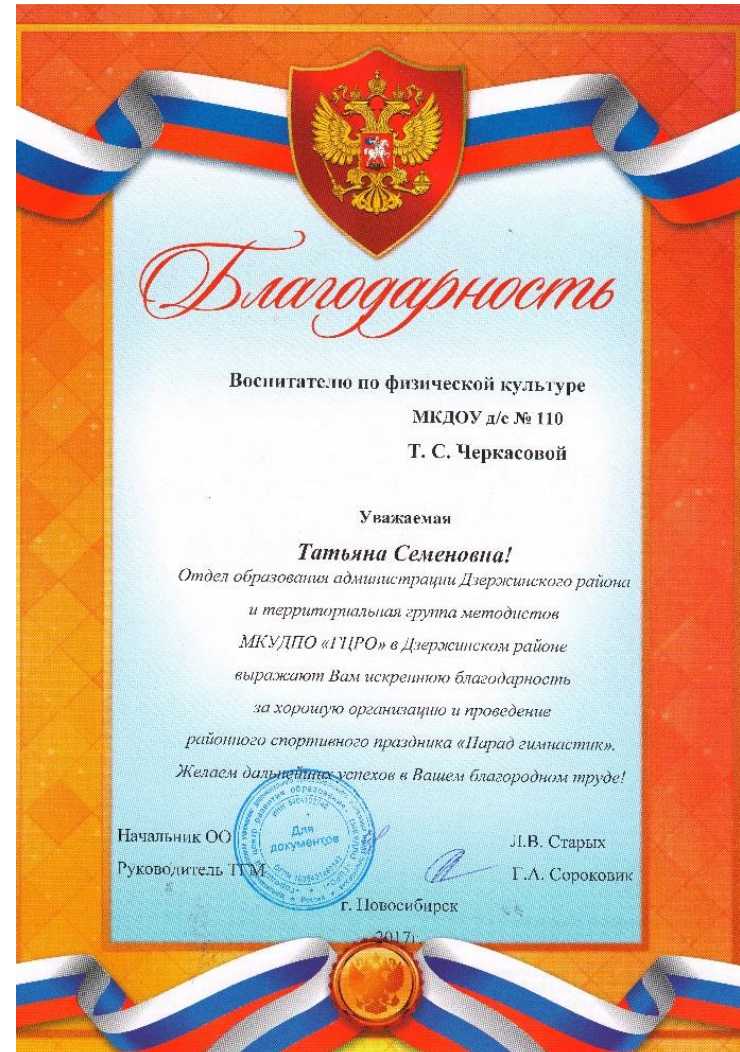 Благодарность
Воспитателю по физической культуре
МКДОУ д/с № 110
Т. С. Черкасовой
Уважаемая
Татьяна Семеновна!
Отдел образования администрации Дзержинского района
и территориальная группа методистов
МКУДПО «ГЦРО» в Дзержинском районе
выражают Вам искреннюю благодарность
за хорошую организацию и проведение
районного спортивного праздника «Парад гимнастик».
Желаем дальнейших успехов в Вашем благородном труде!
Для
документов
Начальник ОО
Л.В. Старых
Руководитель ТГМ
Г.А. Сороковик
г. Новосибирск
2017г.